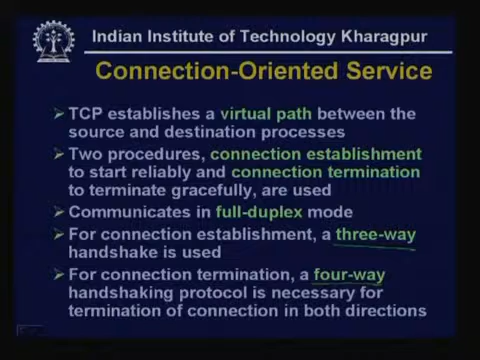 Indian Institute of Technology Kharagpur
Connection-Oriented Service
TCP establishes a virtual path between the
source and destination processes
Two procedures, connection establishment
to start reliably and connection termination
to terminate gracefully, are used
Communicates in full-duplex mode
For connection establishment, a three-way
handshake is used
For connection termination, a four-way
handshaking protocol is necessary for
termination of connection in both directions